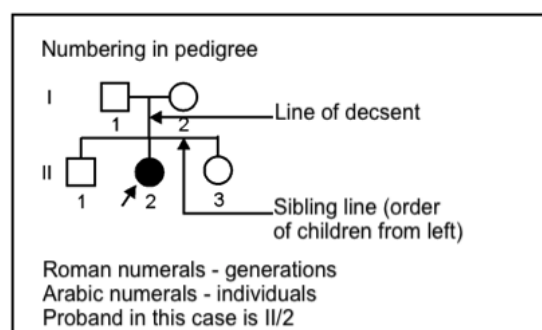 Numbering in pedigree
I
1
2
Line of decsent
II
1
2
3
Sibling line (order
of children from left)
Roman numerals - generations
Arabic numerals - individuals
Proband in this case is II/2